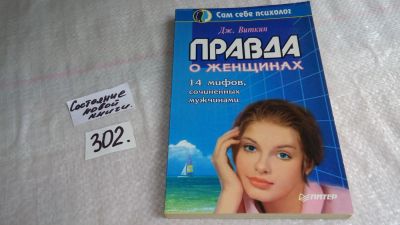 Сам себе психолог
Дж. Виткин
ПРАВДА
О ЖЕНЩИНАХ
14 мифов,
сочиненных
мужчинами
ПИТЕР
Состояние
новой
книги.
302.